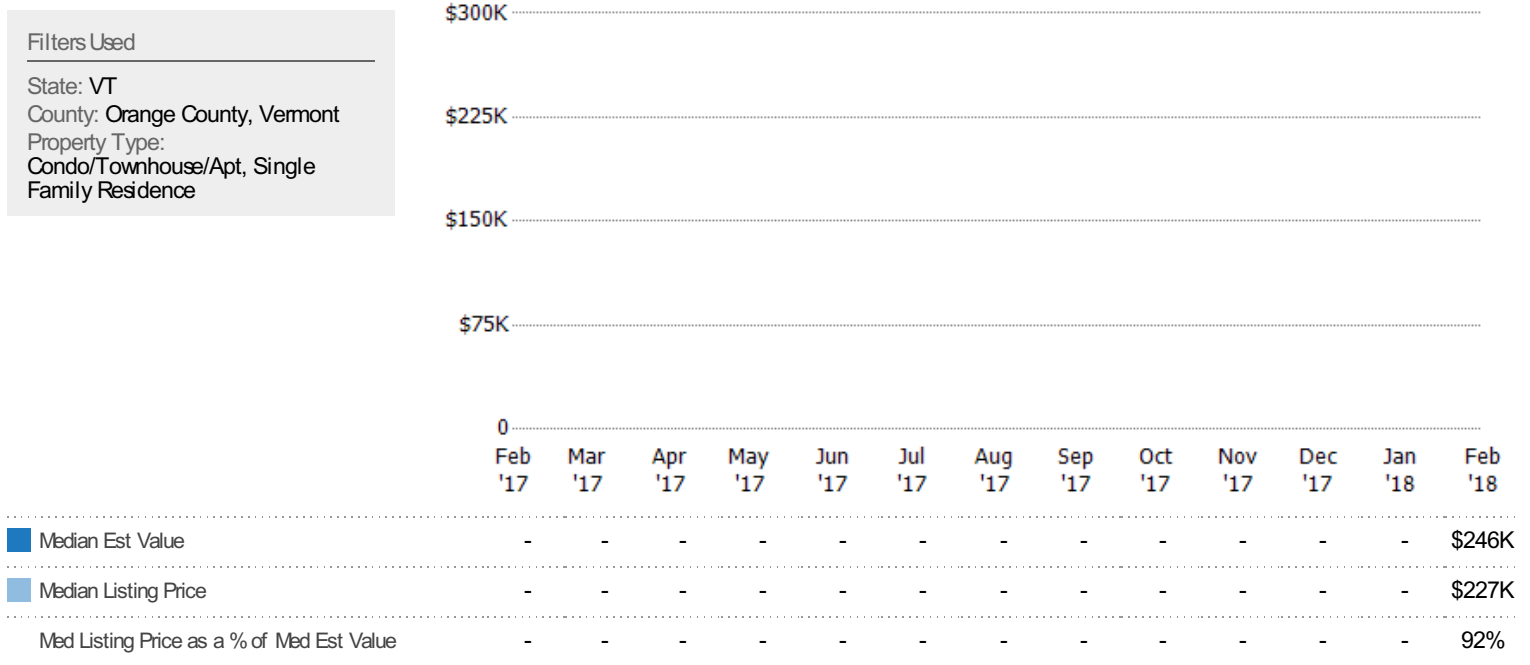 Filters Used
State: VT
County: Orange County, Vermont
Property Type:
Condo/Townhouse/Apt, Single
Family Residence
$300K
$225K
$150K
$75K
0
Feb Mar Apr May Jun Jul Aug Sep Oct Nov Dec Jan Feb
'17 '17 '17 '17 '17 '17 '17 '17 '17 '17 '17 '18 '18
Median Est Value - - - - - - - - - - - - $246K
Median Listing Price - - - - - - - - - - - - $227K
Med Listing Price as a % of Med Est Value - - - - - - - - - - - - 92%